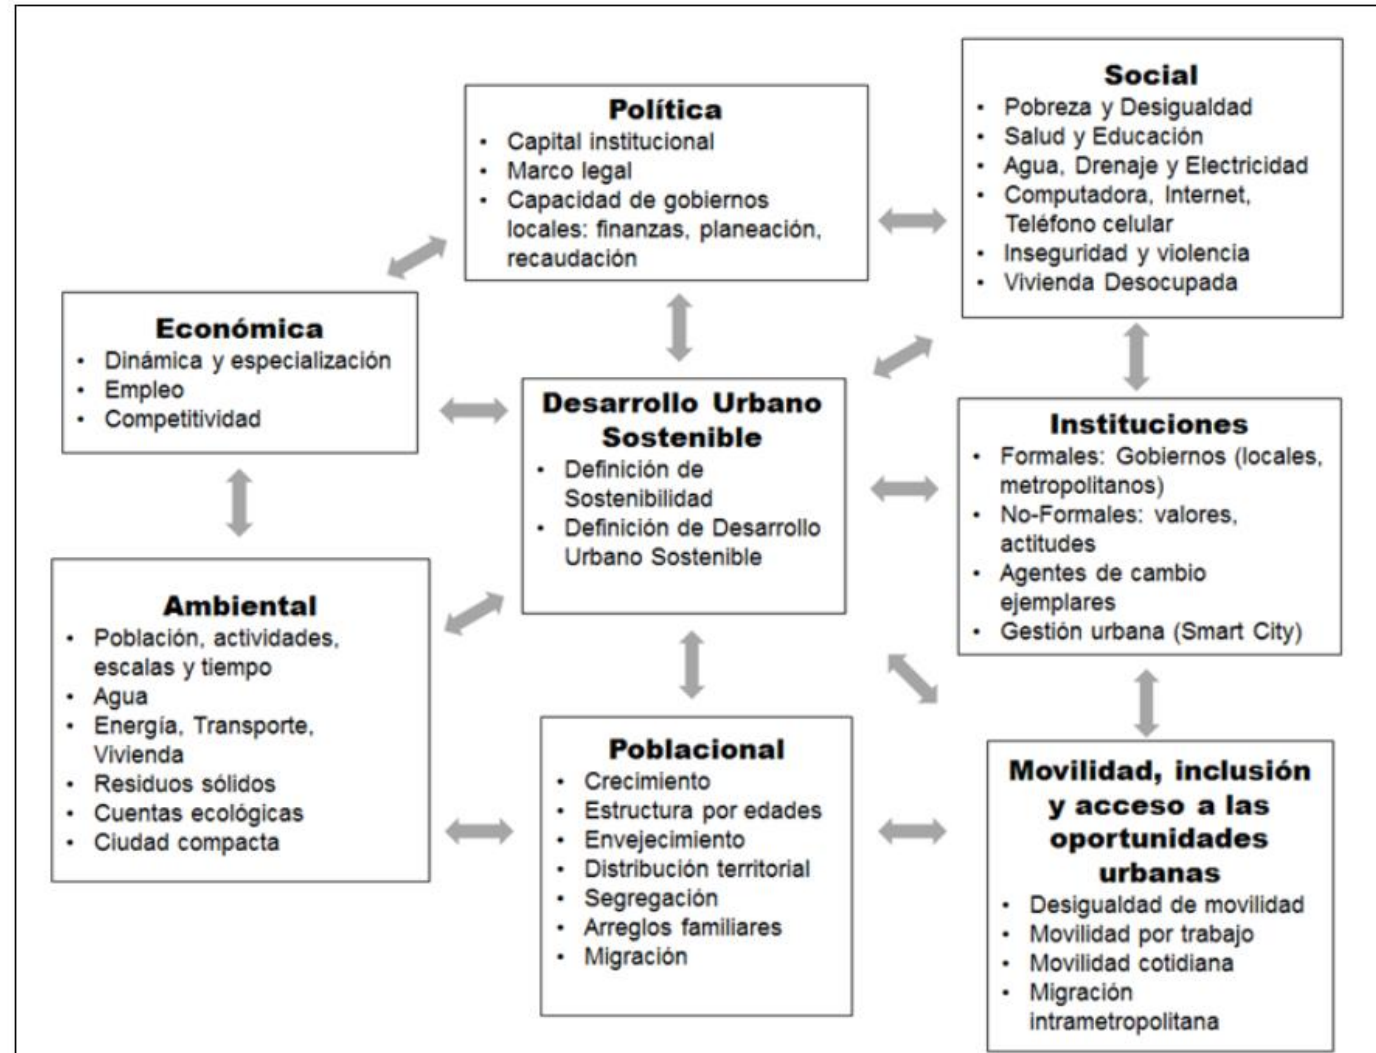 Política
• Capital institucional
• Marco legal
• Capacidad de gobiernos
locales: finanzas, planeación,
recaudación
Social
• Pobreza y Desigualdad
• Salud y Educación
• Agua, Drenaje y Electricidad
• Computadora, Internet,
Teléfono celular
• Inseguridad y violencia
• Vivienda Desocupada
Económica
• Dinámica y especialización
• Empleo
• Competitividad
Desarrollo Urbano
Sostenible
• Definición de
Sostenibilidad
• Definición de Desarrollo
Urbano Sostenible
Instituciones
• Formales: Gobiernos (locales,
metropolitanos)
• No-Formales: valores,
actitudes
• Agentes de cambio
ejemplares
• Gestión urbana (Smart City)
Ambiental
• Población, actividades,
escalas y tiempo
• Agua
• Energía, Transporte,
Vivienda
• Residuos sólidos
• Cuentas ecológicas
• Ciudad compacta
Poblacional
• Crecimiento
• Estructura por edades
• Envejecimiento
• Distribución territorial
• Segregación
• Arreglos familiares
• Migración
Movilidad, inclusión
y acceso a las
oportunidades
urbanas
• Desigualdad de movilidad
• Movilidad por trabajo
• Movilidad cotidiana
• Migración
intrametropolitana